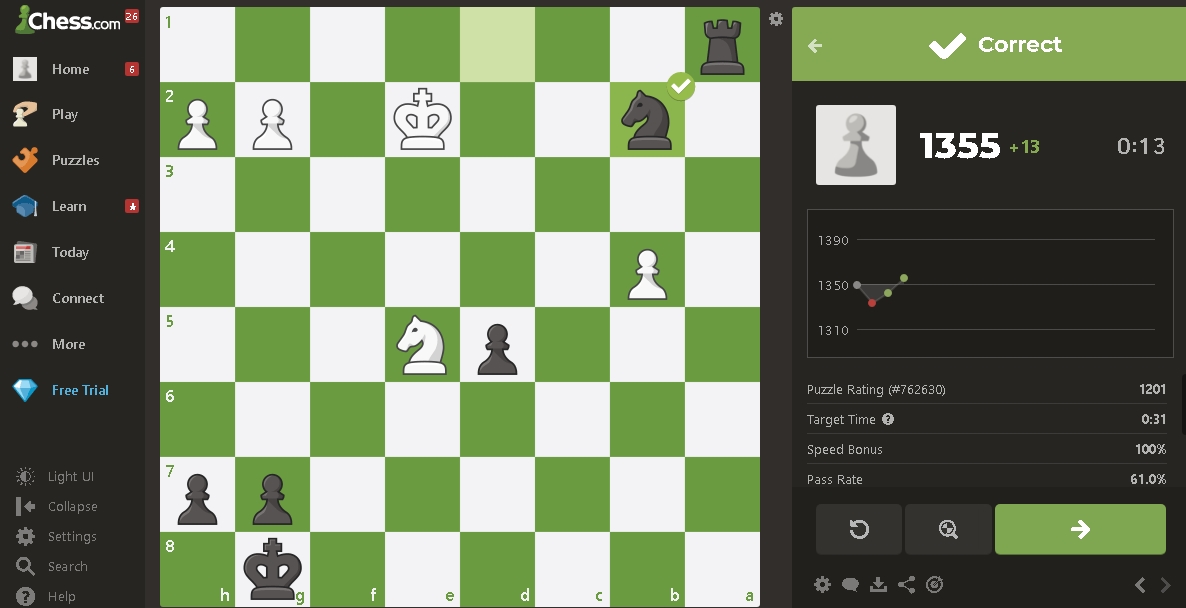 Chess.com 26
Home 6
Play
Puzzles
Learn
Today
Connect
More
Free Trial
Light UI
Collapse
Settings
Search
Help
1
2
3
4
5
6
7
8
h g f e d c b a
Correct
1355 +13 0:13
1390
1350
1310
Puzzle Rating (#762630) 1201
Target Time ? 0:31
Speed Bonus 100%
Pass Rate 61.0%